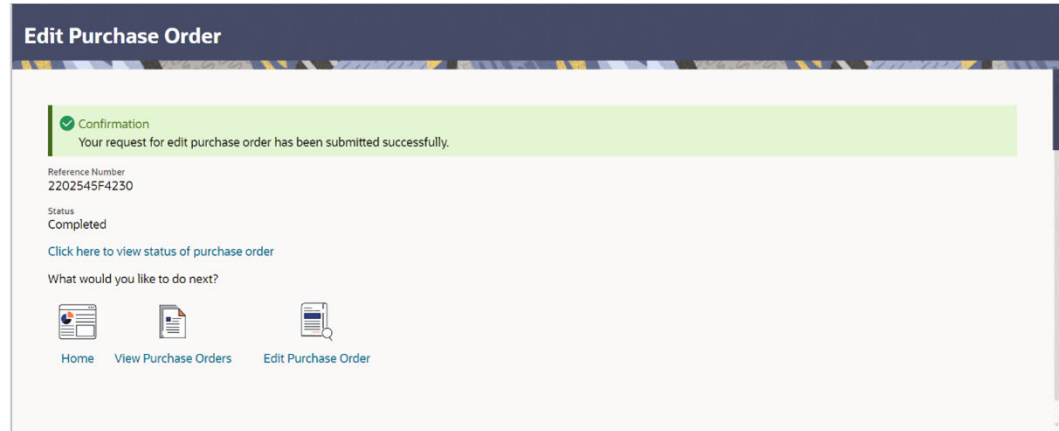 Edit Purchase Order
Confirmation
Your request for edit purchase order has been submitted successfully.
Reference Number
2202545F4230
Status
Completed
Click here to view status of purchase order
What would you like to do next?
Home View Purchase Orders Edit Purchase Order